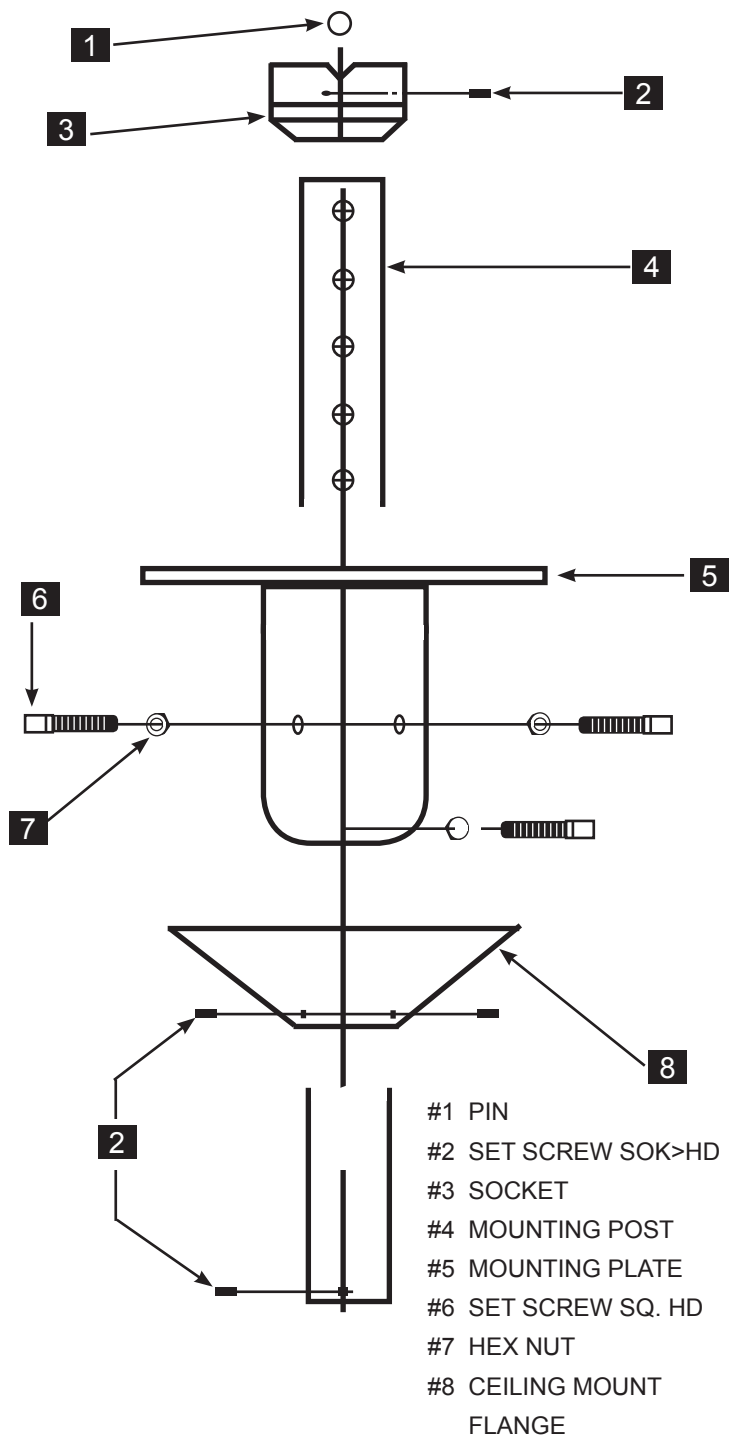 1
2
3
4
5
6
7
8
2
#1 PIN
#2 SET SCREW SOK>HD
#3 SOCKET
#4 MOUNTING POST
#5 MOUNTING PLATE
#6 SET SCREW SQ. HD
#7 HEX NUT
#8 CEILING MOUNT
FLANGE